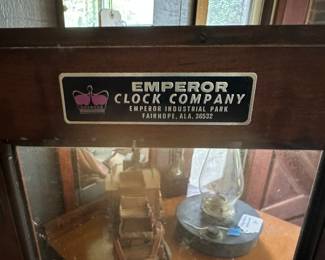 EMPEROR
CLOCK COMPANY
EMPEROR INDUSTRIAL PARK
FAIRHOPE, ALA. 36532